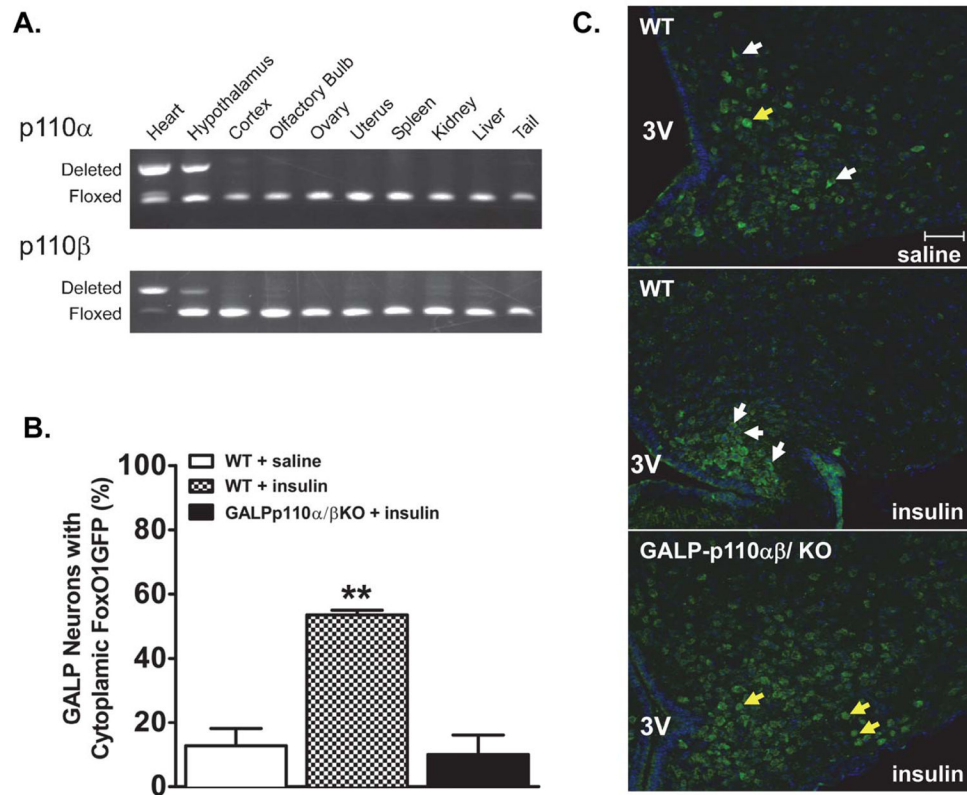 A.
Heart Hypothalamus Cortex Olfactory Bulb Ovary Uterus Spleen Kidney Liver Tail
p110α
Deleted
Floxed
p110β
Deleted
Floxed
B.
GALP Neurons with
Cytoplamic FoxO1GFP (%)
100
80
60
40
20
0
WT + saline
WT + insulin
GALPp110α/βKO + insulin
**
C.
WT
3V
saline
WT
3V
insulin
GALP-p110αβ/ KO
3V
insulin